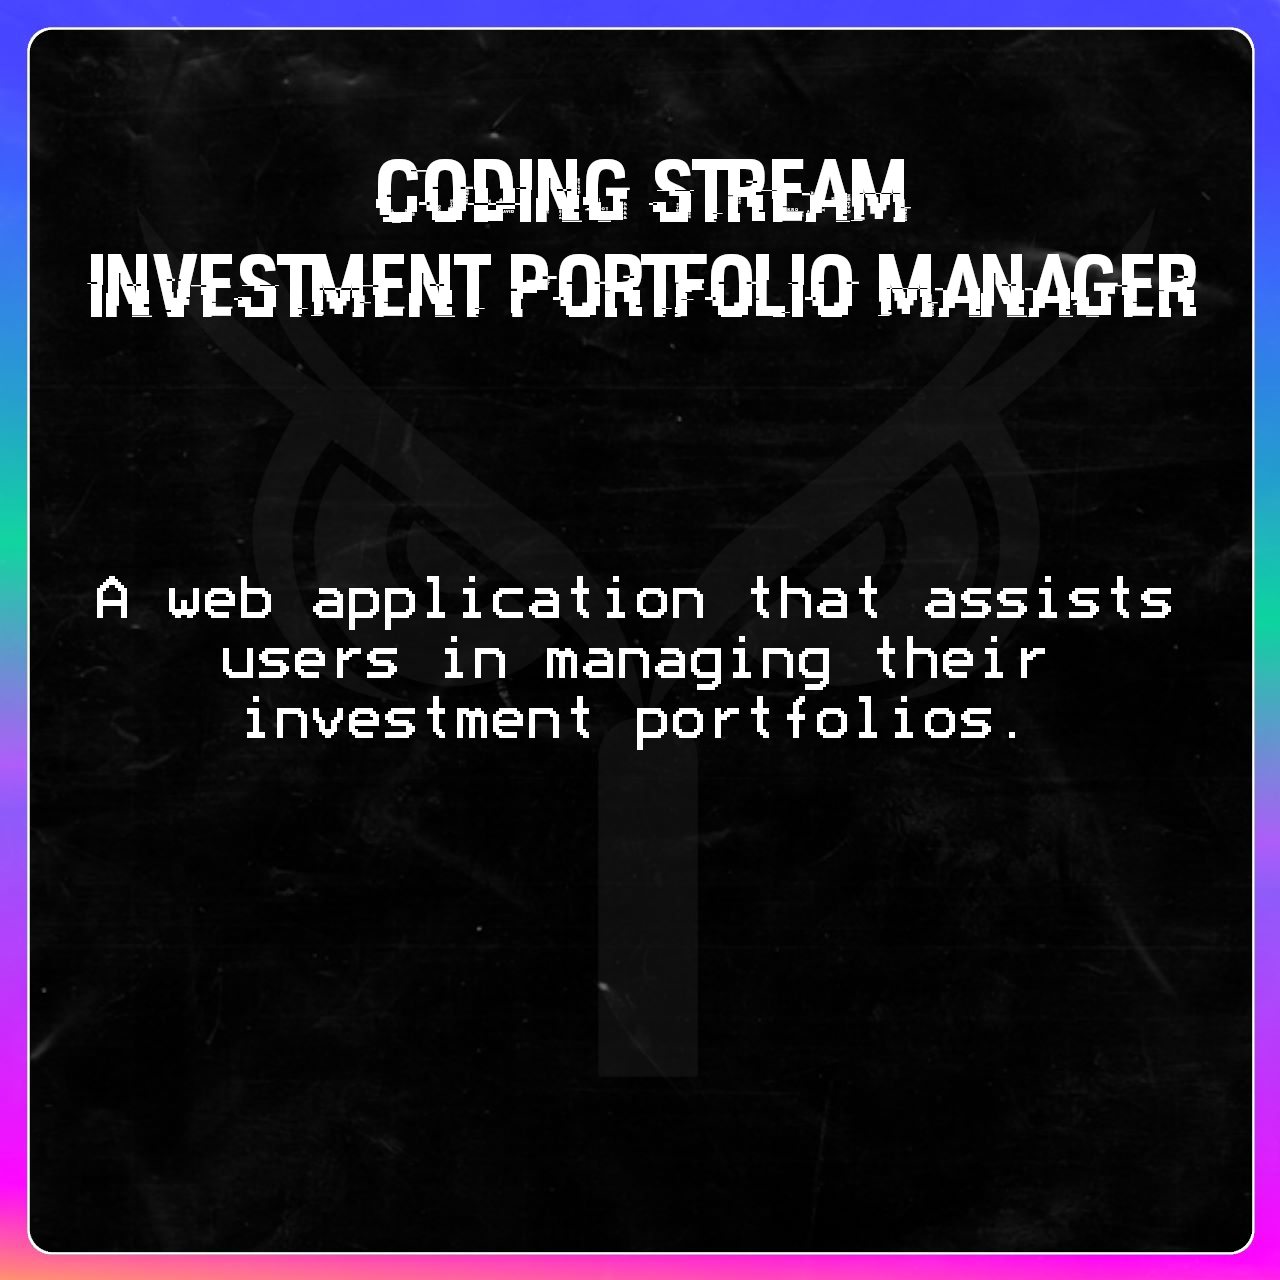 CODING STREAM
INVESTMENT PORTFOLIO MANAGER
A web application that assists
users in managing their
investment portfolios.